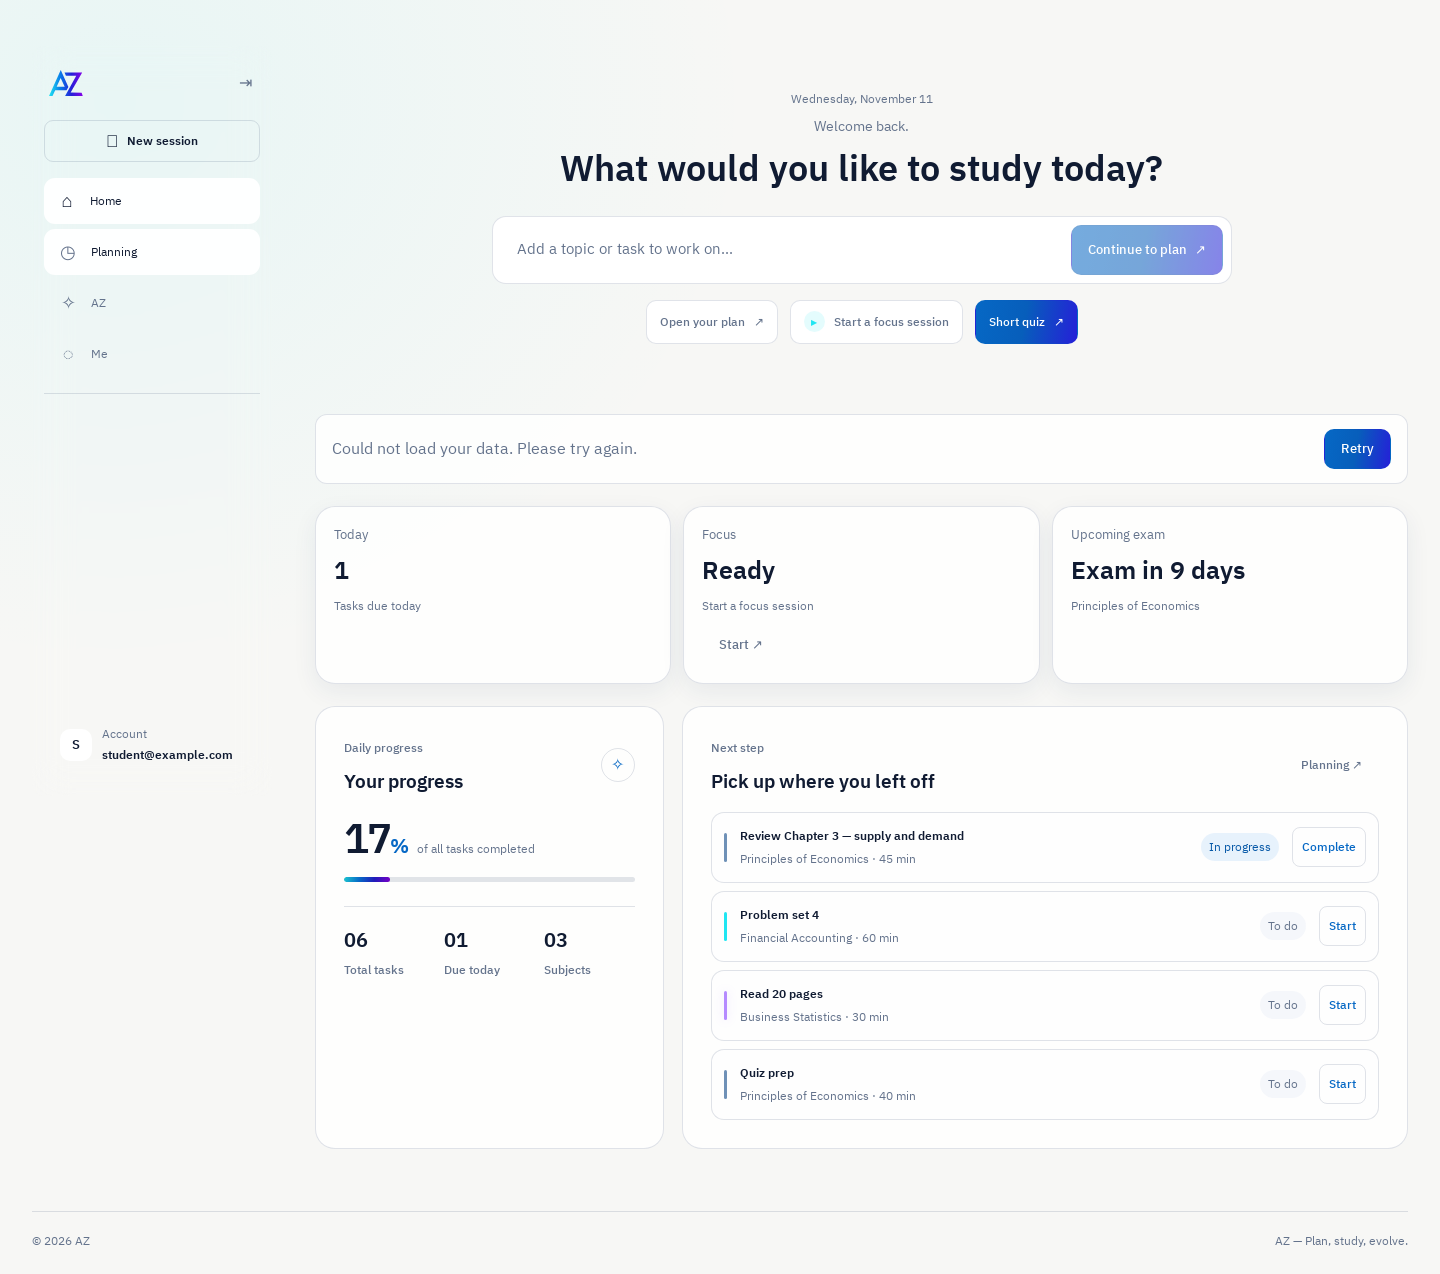 AZ
New session
Home
Planning
AZ
Me
Account
S
student@example.com
Wednesday, November 11
Welcome back.
What would you like to study today?
Add a topic or task to work on...
Continue to plan ↗
Open your plan ↗
Start a focus session
Short quiz ↗
Could not load your data. Please try again.
Retry
Today
1
Tasks due today
Focus
Ready
Start a focus session
Start ↗
Upcoming exam
Exam in 9 days
Principles of Economics
Daily progress
Your progress
17% of all tasks completed
06
Total tasks
01
Due today
03
Subjects
Next step
Pick up where you left off
Planning ↗
Review Chapter 3 — supply and demand
Principles of Economics · 45 min
In progress
Complete
Problem set 4
Financial Accounting · 60 min
To do
Start
Read 20 pages
Business Statistics · 30 min
To do
Start
Quiz prep
Principles of Economics · 40 min
To do
Start
© 2026 AZ
AZ — Plan, study, evolve.